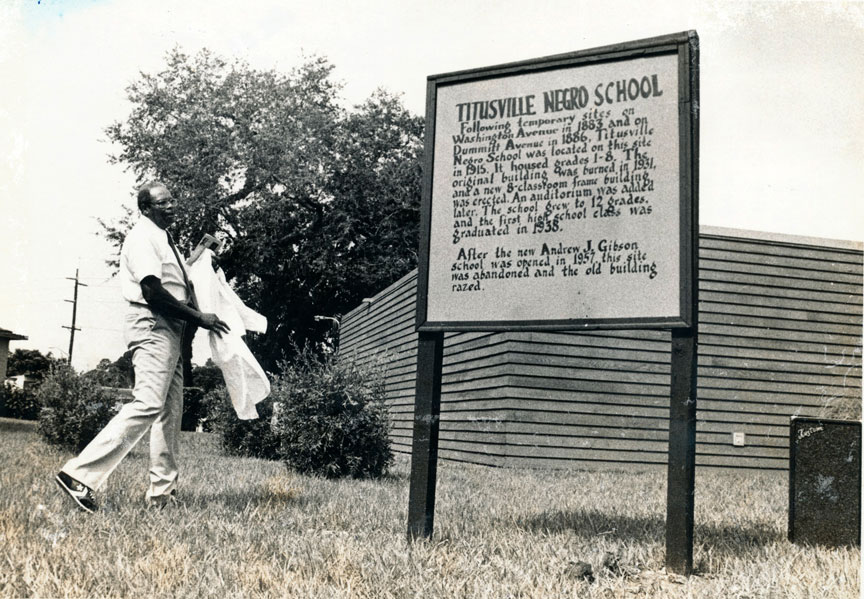 TITUSVILLE NEGRO SCHOOL
Following temporary sites on
Washington Avenue in 1883 and on
Dummitt Avenue in 1886, Titusville
Negro School was located on this site
in 1915. It housed grades 1-8. The
original building was burned in 1931,
and a new 8-classroom frame building
was erected. An auditorium was added
later. The school grew to 12 grades,
and the first high school class was
graduated in 1938.
After the new Andrew J. Gibson
school was opened in 1957, this site
was abandoned and the old building
razed.